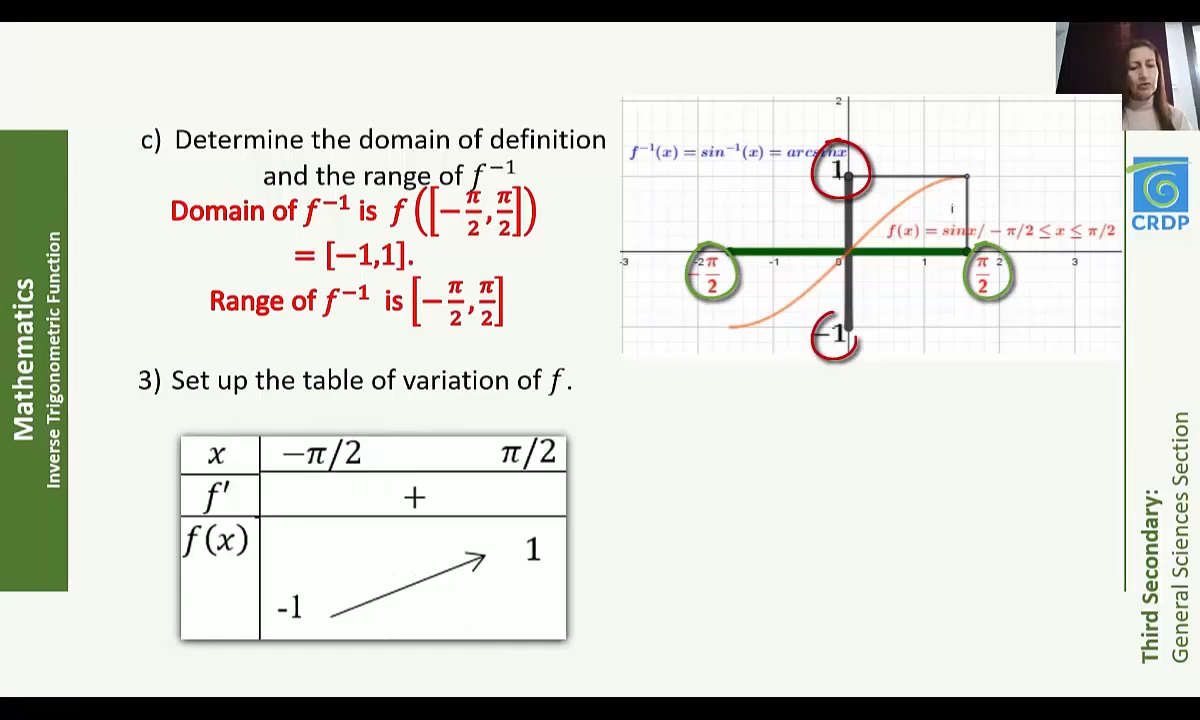 Mathematics
Inverse Trigonometric Function
c) Determine the domain of definition
and the range of f⁻¹
Domain of f⁻¹ is f([−π/2, π/2])
= [−1,1].
Range of f⁻¹ is [−π/2, π/2]
3) Set up the table of variation of f.
x −π/2 π/2
f′ +
f(x) 1
-1
2
f⁻¹(x) = sin⁻¹(x) = arcsinx
1
f(x) = sinx/ − π/2 ≤ x ≤ π/2
-3 -2 -1 0 1 2 3
−π/2 π/2
−1
CRDP
Third Secondary:
General Sciences Section